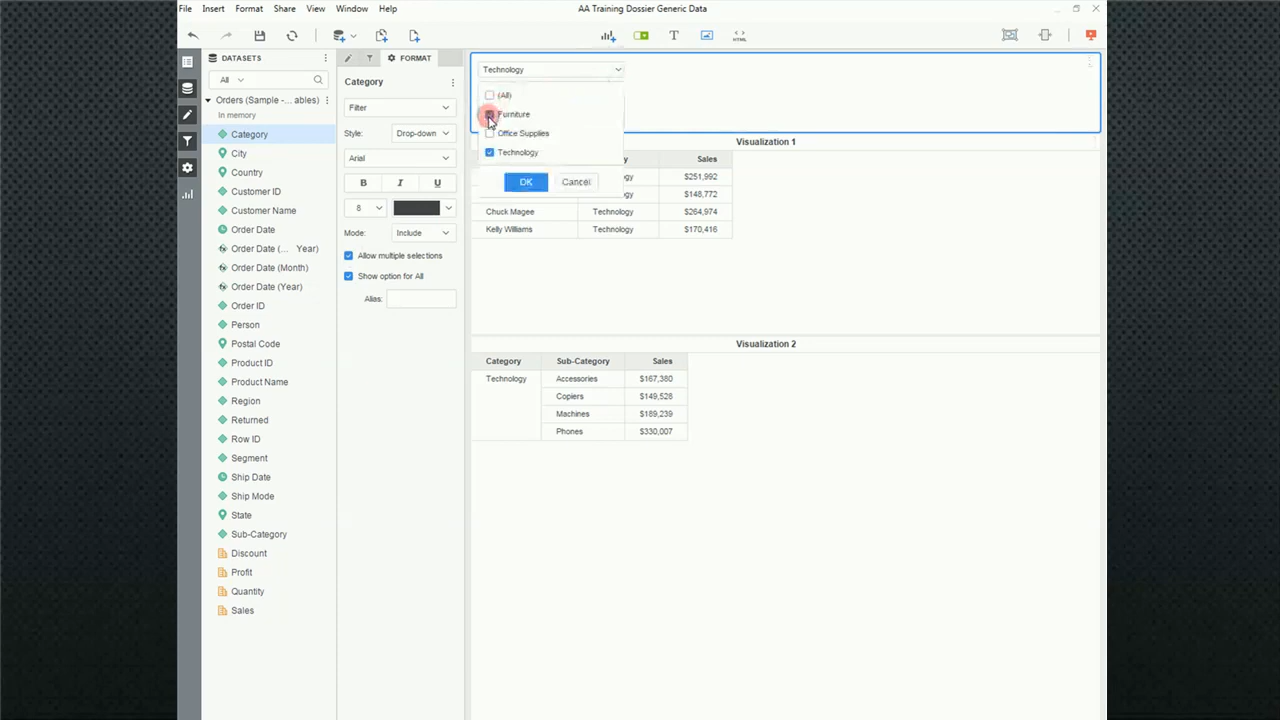 File Insert Format Share View Window Help
AA Training Dossier Generic Data
DATASETS
All
Orders (Sample -... ables)
In memory
Category
City
Country
Customer ID
Customer Name
Order Date
Order Date (... Year)
Order Date (Month)
Order Date (Year)
Order ID
Person
Postal Code
Product ID
Product Name
Region
Returned
Row ID
Segment
Ship Date
Ship Mode
State
Sub-Category
Discount
Profit
Quantity
Sales
FORMAT
Category
Filter
Style: Drop-down
Arial
B I U
8
Mode: Include
Allow multiple selections
Show option for All
Alias:
Technology
(All)
Furniture
Office Supplies
Technology
OK Cancel
Visualization 1
ry Sales
gy $251,992
gy $148,772
Chuck Magee Technology $264,974
Kelly Williams Technology $170,416
Visualization 2
Category Sub-Category Sales
Technology Accessories $167,380
Copiers $149,528
Machines $189,239
Phones $330,007